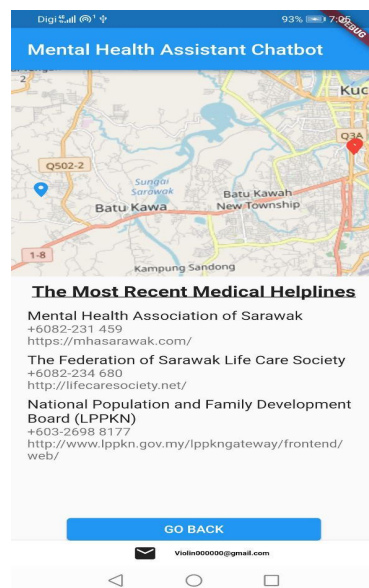 Digi 93% 7:06
DEBUG
Mental Health Assistant Chatbot
2
Kuc
Q3A
Q502-2
Sungai
Sarawak
Batu Kawah
Batu Kawa
New Township
1-8
Kampung Sandong
The Most Recent Medical Helplines
Mental Health Association of Sarawak
+6082-231 459
https://mhasarawak.com/
The Federation of Sarawak Life Care Society
+6082-234 680
http://lifecaresociety.net/
National Population and Family Development
Board (LPPKN)
+603-2698 8177
http://www.lppkn.gov.my/lppkngateway/frontend/
web/
GO BACK
Violin000000@gmail.com